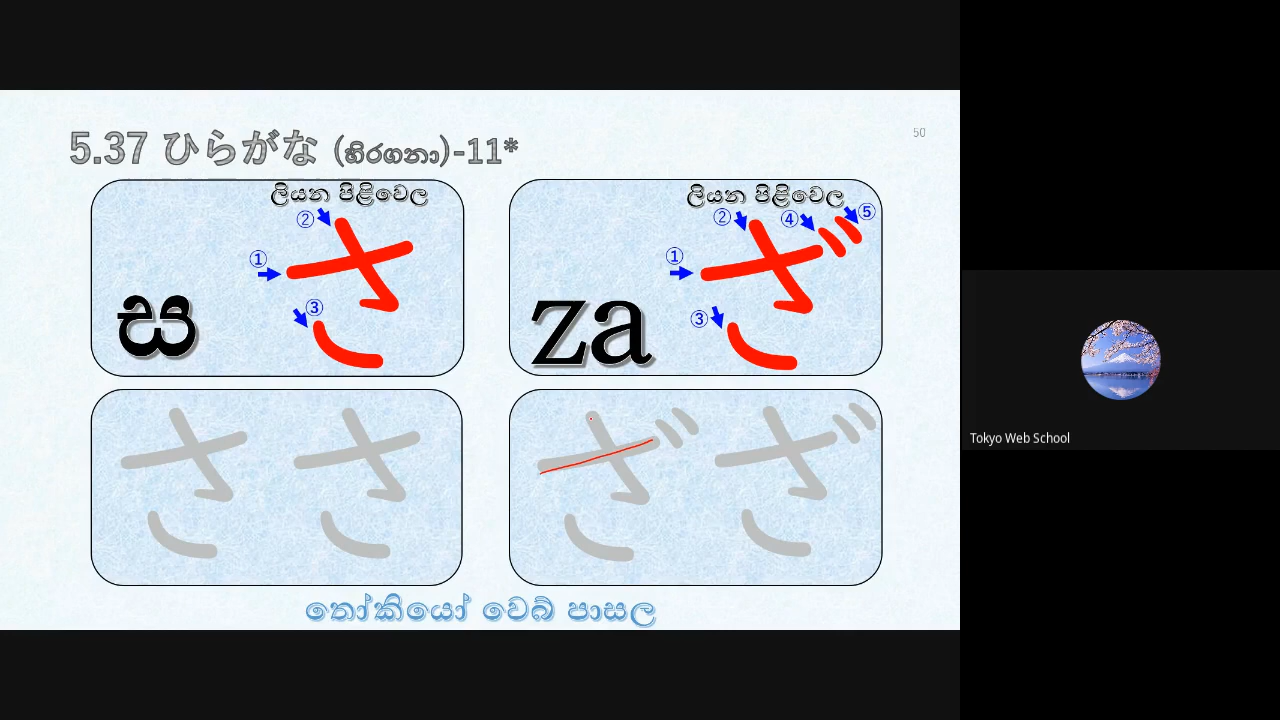 5.37 ひらがな (හිරගනා)-11*
50
ලියන පිළිවෙල
① ② ③
さ
ස
ලියන පිළිවෙල
① ② ③ ④ ⑤
ざ
za
さ さ
ざ ざ
තෝකියෝ වෙබ් පාසල
Tokyo Web School